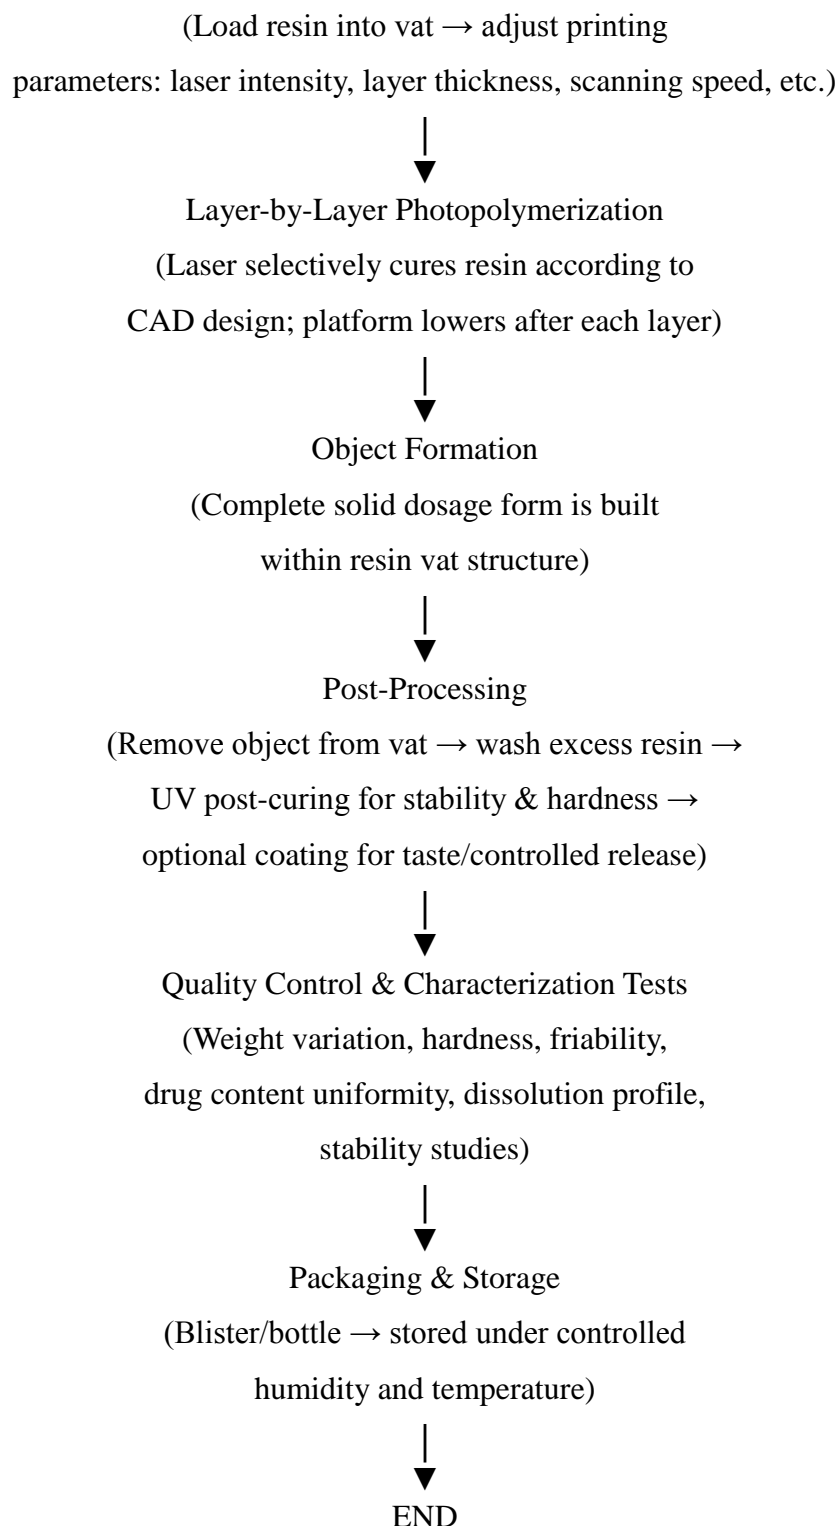 (Load resin into vat → adjust printing
parameters: laser intensity, layer thickness, scanning speed, etc.)
Layer-by-Layer Photopolymerization
(Laser selectively cures resin according to
CAD design; platform lowers after each layer)
Object Formation
(Complete solid dosage form is built
within resin vat structure)
Post-Processing
(Remove object from vat → wash excess resin →
UV post-curing for stability & hardness →
optional coating for taste/controlled release)
Quality Control & Characterization Tests
(Weight variation, hardness, friability,
drug content uniformity, dissolution profile,
stability studies)
Packaging & Storage
(Blister/bottle → stored under controlled
humidity and temperature)
END